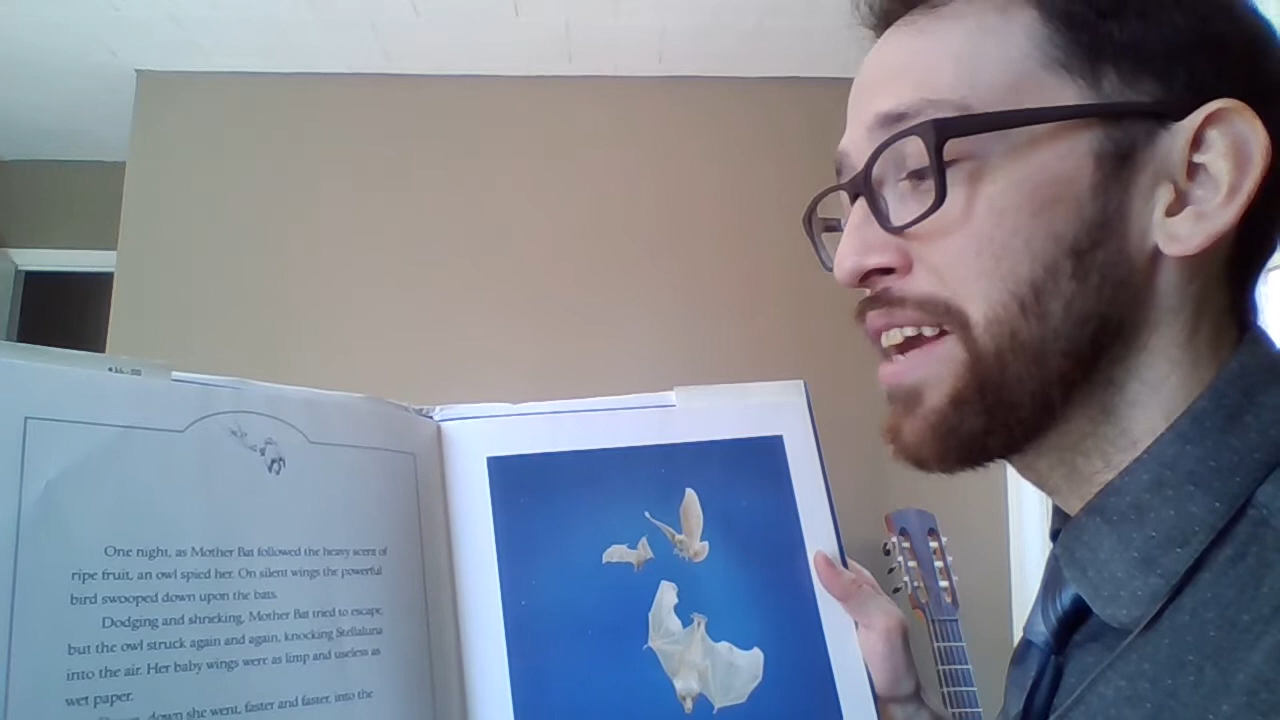 One night, as Mother Bat followed the heavy scent of
ripe fruit, an owl spied her. On silent wings the powerful
bird swooped down upon the bats.
Dodging and shrieking, Mother Bat tried to escape,
but the owl struck again and again, knocking Stellaluna
into the air. Her baby wings were as limp and useless as
wet paper.
Down, down she went, faster and faster, into the